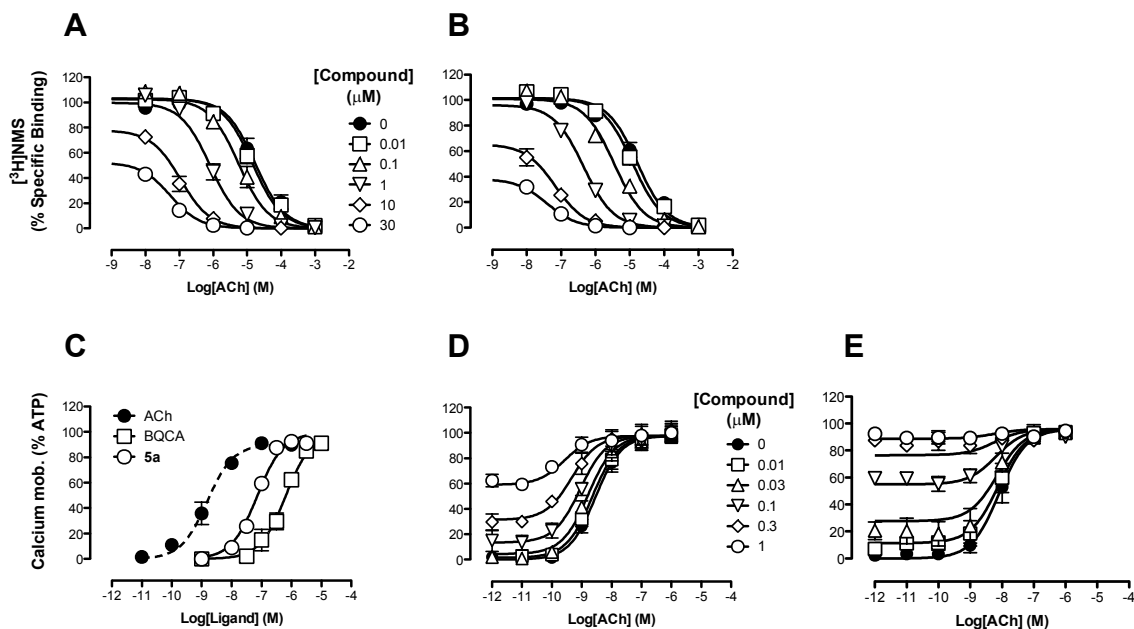 A
B
[³H]NMS
(% Specific Binding)
120
100
80
60
40
20
0
-9 -8 -7 -6 -5 -4 -3 -2
Log[ACh] (M)
[Compound]
(μM)
0
0.01
0.1
1
10
30
120
100
80
60
40
20
0
-9 -8 -7 -6 -5 -4 -3 -2
Log[ACh] (M)
C
D
E
Calcium mob. (% ATP)
120
100
80
60
40
20
0
ACh
BQCA
5a
-12 -11 -10 -9 -8 -7 -6 -5 -4
Log[Ligand] (M)
120
100
80
60
40
20
0
-12 -11 -10 -9 -8 -7 -6 -5 -4
Log[ACh] (M)
[Compound]
(μM)
0
0.01
0.03
0.1
0.3
1
120
100
80
60
40
20
0
-12 -11 -10 -9 -8 -7 -6 -5 -4
Log[ACh] (M)